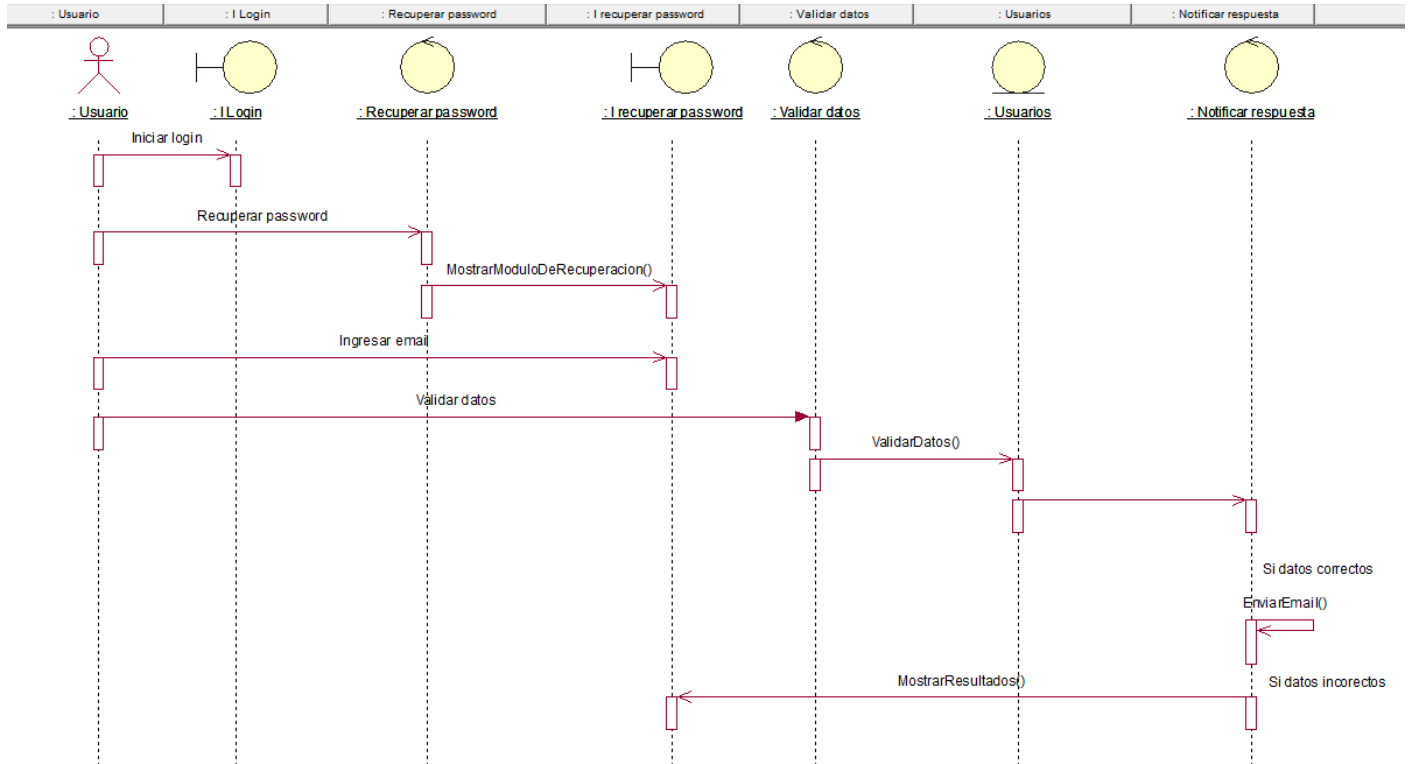 : Usuario
: I Login
: Recuperar password
: I recuperar password
: Validar datos
: Usuarios
: Notificar respuesta
: Usuario
: I Login
: Recuperar password
: I recuperar password
: Validar datos
: Usuarios
: Notificar respuesta
Iniciar login
Recuperar password
MostrarModuloDeRecuperacion()
Ingresar email
Validar datos
ValidarDatos()
Si datos correctos
EnviarEmail()
MostrarResultados()
Si datos incorectos